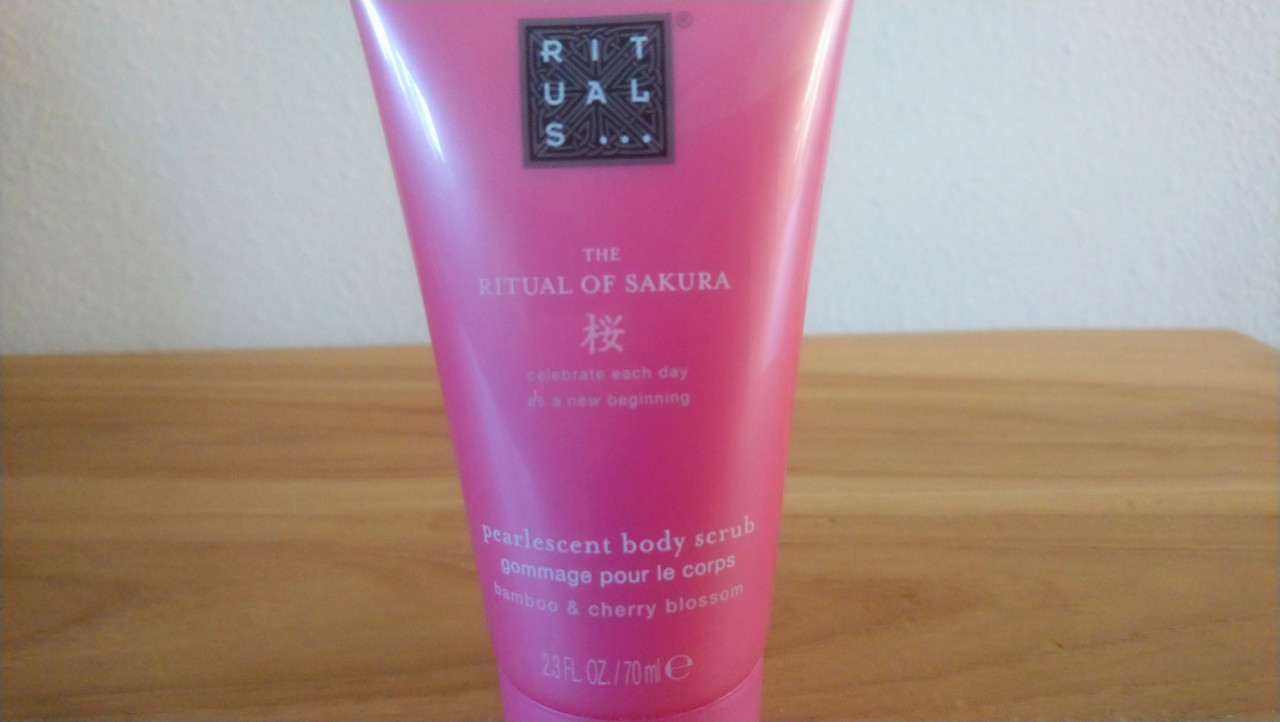 RIT
UAL
S...
®
THE
RITUAL OF SAKURA
桜
celebrate each day
as a new beginning
pearlescent body scrub
gommage pour le corps
bamboo & cherry blossom
2.3 FL. OZ. / 70 ml ℮